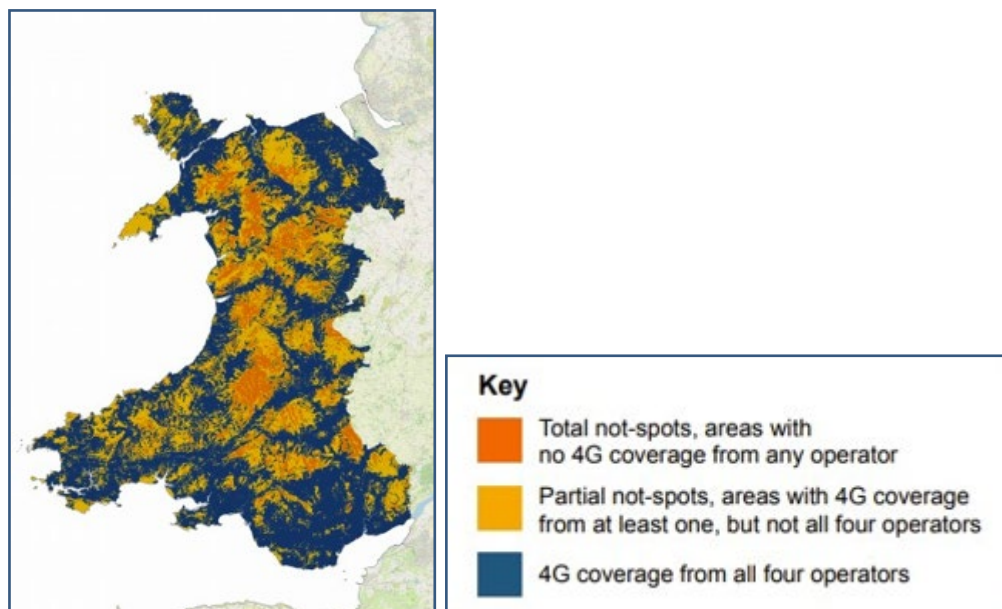 Key
Total not-spots, areas with
no 4G coverage from any operator
Partial not-spots, areas with 4G coverage
from at least one, but not all four operators
4G coverage from all four operators